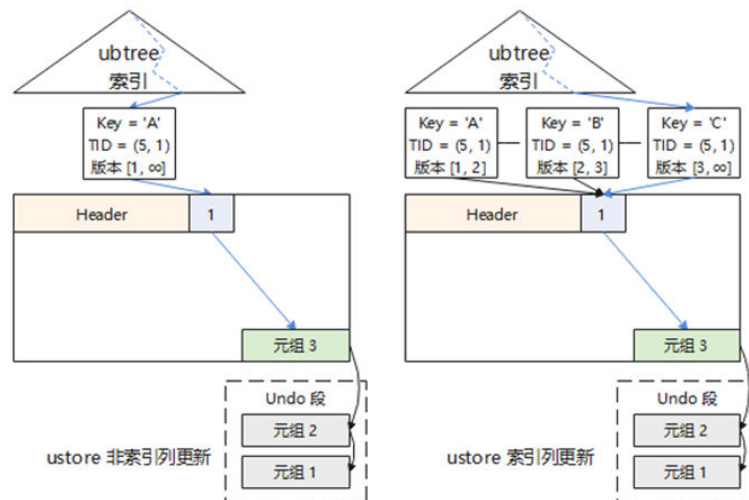 ubtree
索引
Key = 'A'
TID = (5, 1)
版本 [1, ∞]
Header
1
元组 3
Undo 段
元组 2
元组 1
ustore 非索引列更新
ubtree
索引
Key = 'A'
TID = (5, 1)
版本 [1, 2]
Key = 'B'
TID = (5, 1)
版本 [2, 3]
Key = 'C'
TID = (5, 1)
版本 [3, ∞]
Header
1
元组 3
Undo 段
元组 2
元组 1
ustore 索引列更新